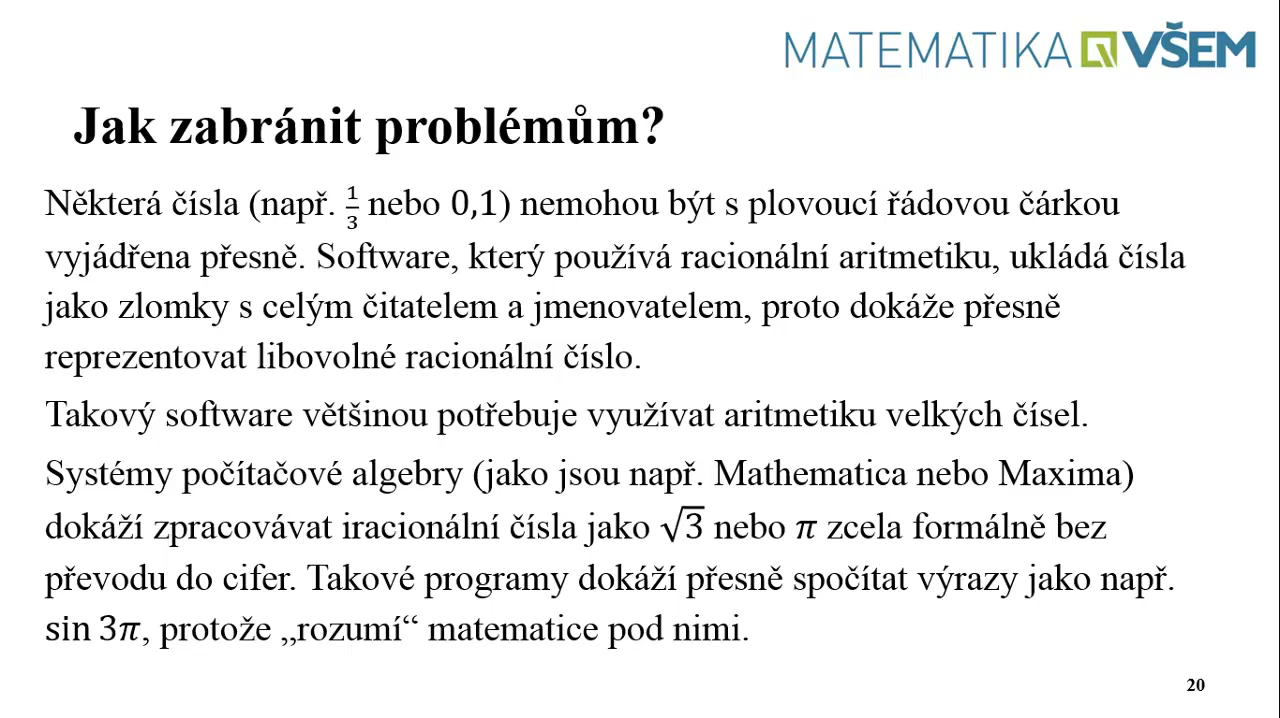 MATEMATIKA VŠEM
Jak zabránit problémům?
Některá čísla (např. 1/3 nebo 0,1) nemohou být s plovoucí řádovou čárkou
vyjádřena přesně. Software, který používá racionální aritmetiku, ukládá čísla
jako zlomky s celým čitatelem a jmenovatelem, proto dokáže přesně
reprezentovat libovolné racionální číslo.
Takový software většinou potřebuje využívat aritmetiku velkých čísel.
Systémy počítačové algebry (jako jsou např. Mathematica nebo Maxima)
dokáží zpracovávat iracionální čísla jako √3 nebo π zcela formálně bez
převodu do cifer. Takové programy dokáží přesně spočítat výrazy jako např.
sin 3π, protože „rozumí“ matematice pod nimi.
20